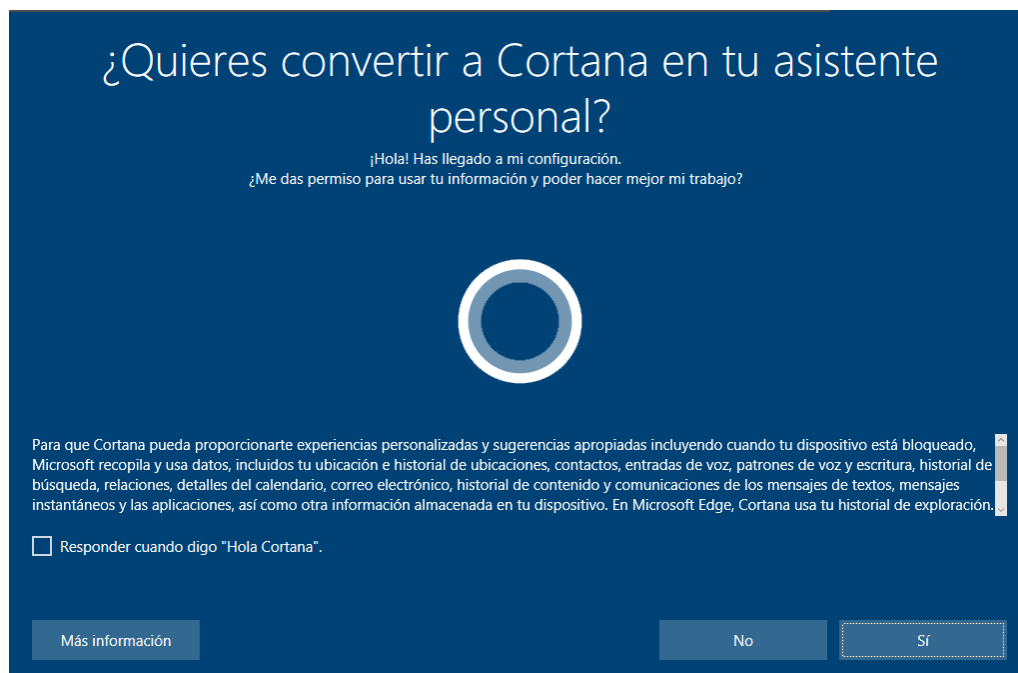 ¿Quieres convertir a Cortana en tu asistente
personal?
¡Hola! Has llegado a mi configuración.
¿Me das permiso para usar tu información y poder hacer mejor mi trabajo?
Para que Cortana pueda proporcionarte experiencias personalizadas y sugerencias apropiadas incluyendo cuando tu dispositivo está bloqueado,
Microsoft recopila y usa datos, incluidos tu ubicación e historial de ubicaciones, contactos, entradas de voz, patrones de voz y escritura, historial de
búsqueda, relaciones, detalles del calendario, correo electrónico, historial de contenido y comunicaciones de los mensajes de textos, mensajes
instantáneos y las aplicaciones, así como otra información almacenada en tu dispositivo. En Microsoft Edge, Cortana usa tu historial de exploración.
Responder cuando digo "Hola Cortana".
Más información
No
Sí